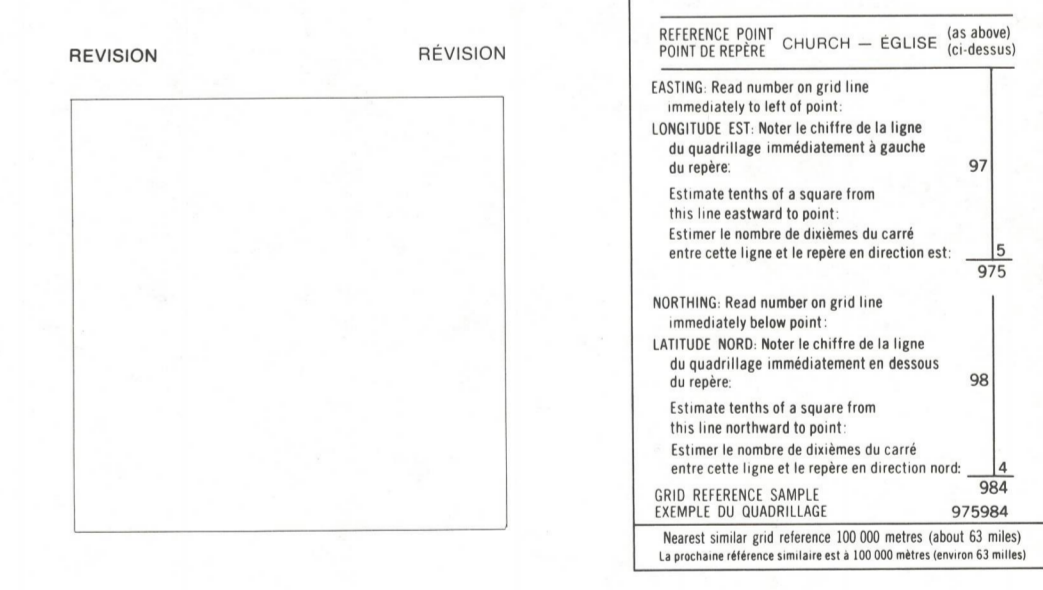 REVISION RÉVISION
REFERENCE POINT
POINT DE REPÈRE CHURCH — ÉGLISE (as above)
(ci-dessus)
EASTING: Read number on grid line
immediately to left of point:
LONGITUDE EST: Noter le chiffre de la ligne
du quadrillage immédiatement à gauche
du repère: 97
Estimate tenths of a square from
this line eastward to point:
Estimer le nombre de dixièmes du carré
entre cette ligne et le repère en direction est: 5
975
NORTHING: Read number on grid line
immediately below point:
LATITUDE NORD: Noter le chiffre de la ligne
du quadrillage immédiatement en dessous
du repère: 98
Estimate tenths of a square from
this line northward to point:
Estimer le nombre de dixièmes du carré
entre cette ligne et le repère en direction nord: 4
984
GRID REFERENCE SAMPLE
EXEMPLE DU QUADRILLAGE 975984
Nearest similar grid reference 100 000 metres (about 63 miles)
La prochaine référence similaire est à 100 000 mètres (environ 63 milles)